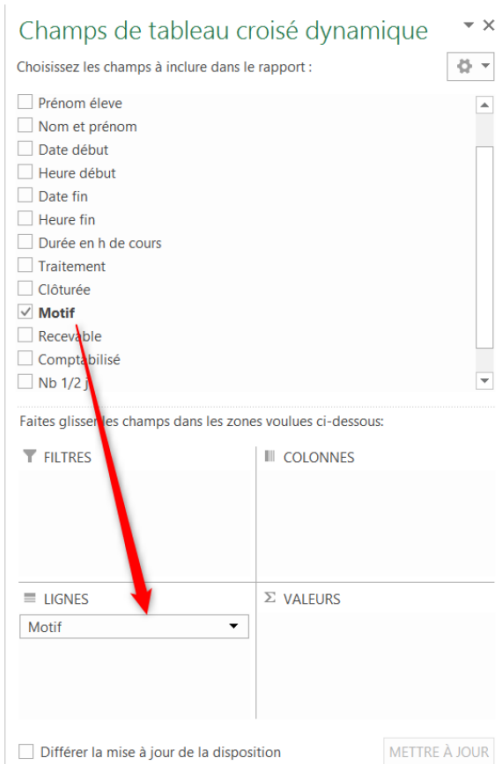 Champs de tableau croisé dynamique
Choisissez les champs à inclure dans le rapport :
Prénom éleve
Nom et prénom
Date début
Heure début
Date fin
Heure fin
Durée en h de cours
Traitement
Clôturée
Motif
Recevable
Comptabilisé
Nb 1/2 j
Faites glisser les champs dans les zones voulues ci-dessous:
FILTRES
COLONNES
LIGNES
Σ VALEURS
Motif
Différer la mise à jour de la disposition
METTRE À JOUR